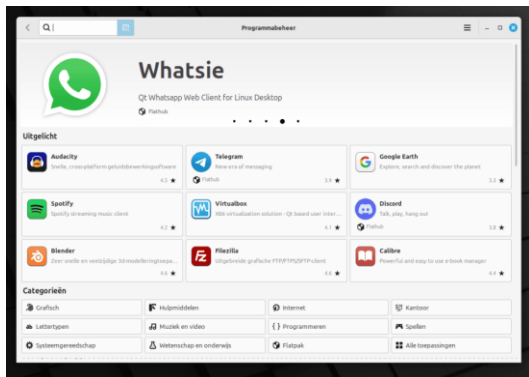 Programmabeheer
Whatsie
Qt Whatsapp Web Client for Linux Desktop
Flathub
Uitgelicht
Audacity
Snelle, cross-platform geluidsbewerkingssoftware
4.5 ★
Telegram
New era of messaging
Flathub
3.9 ★
Google Earth
Explore, search and discover the planet
3.3 ★
Spotify
Spotify streaming music client
4.2 ★
Virtualbox
X86 virtualization solution - Qt based user inter...
4.1 ★
Discord
Talk, play, hang out
Flathub
3.8 ★
Blender
Zeer snelle en veelzijdige 3d-modelleringtoepa...
4.6 ★
Filezilla
Uitgebreide grafische FTP/FTPS/SFTP-client
4.6 ★
Calibre
Powerful and easy to use e-book manager
4.4 ★
Categorieën
Grafisch
Hulpmiddelen
Internet
Kantoor
Lettertypen
Muziek en video
Programmeren
Spellen
Systeemgereedschap
Wetenschap en onderwijs
Flatpak
Alle toepassingen